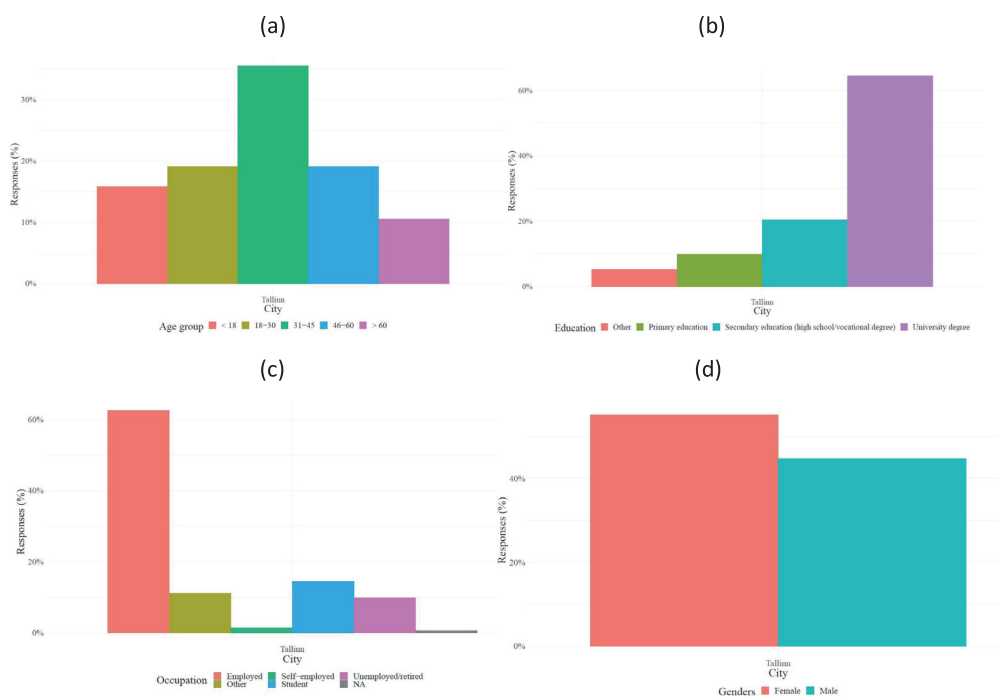 (a)
Responses (%)
30%
20%
10%
0%
Tallinn
City
Age group < 18 18−30 31−45 46−60 > 60
(b)
Responses (%)
60%
40%
20%
0%
Tallinn
City
Education Other Primary education Secondary education (high school/vocational degree) University degree
(c)
Responses (%)
60%
40%
20%
0%
Tallinn
City
Occupation Employed Self−employed Unemployed/retired
Other Student NA
(d)
Responses (%)
40%
20%
0%
Tallinn
City
Genders Female Male